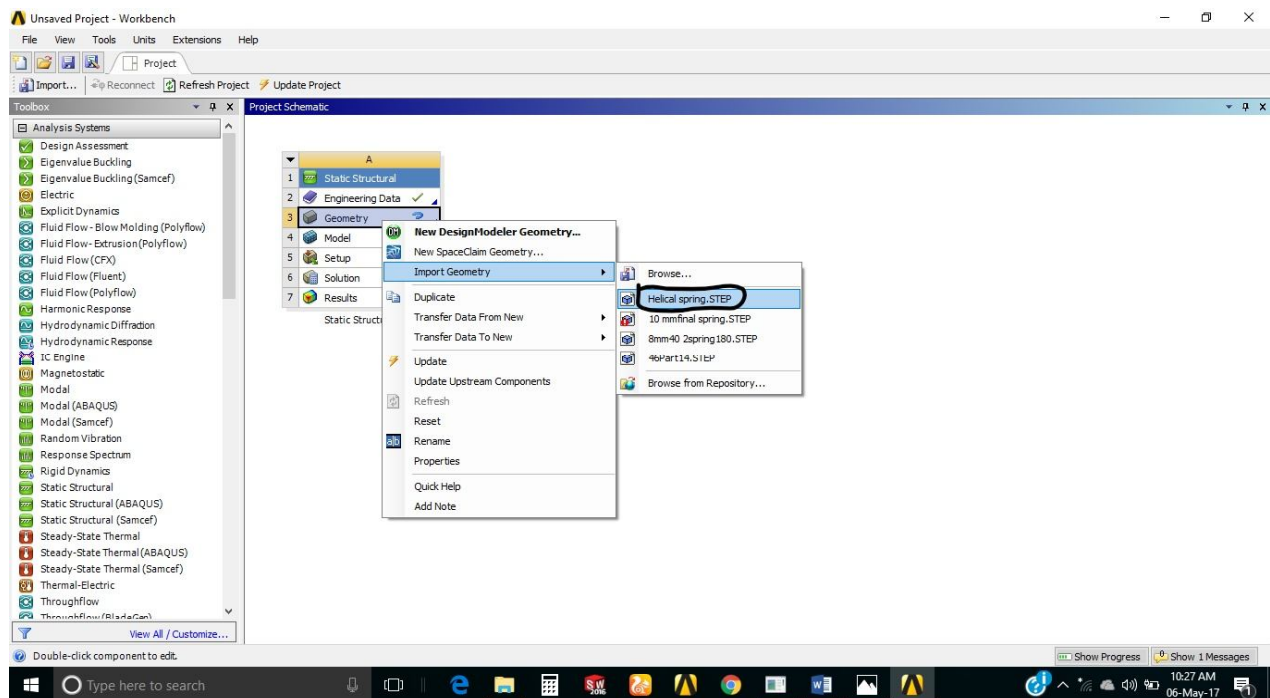 Unsaved Project - Workbench
File View Tools Units Extensions Help
Project
Import... Reconnect Refresh Project Update Project
Toolbox
Project Schematic
Analysis Systems
Design Assessment
Eigenvalue Buckling
Eigenvalue Buckling (Samcef)
Electric
Explicit Dynamics
Fluid Flow - Blow Molding (Polyflow)
Fluid Flow - Extrusion (Polyflow)
Fluid Flow (CFX)
Fluid Flow (Fluent)
Fluid Flow (Polyflow)
Harmonic Response
Hydrodynamic Diffraction
Hydrodynamic Response
IC Engine
Magnetostatic
Modal
Modal (ABAQUS)
Modal (Samcef)
Random Vibration
Response Spectrum
Rigid Dynamics
Static Structural
Static Structural (ABAQUS)
Static Structural (Samcef)
Steady-State Thermal
Steady-State Thermal (ABAQUS)
Steady-State Thermal (Samcef)
Thermal-Electric
Throughflow
Throughflow (BladeGen)
View All / Customize...
A
1 Static Structural
2 Engineering Data
3 Geometry
4 Model
5 Setup
6 Solution
7 Results
Static Struct
New DesignModeler Geometry...
New SpaceClaim Geometry...
Import Geometry
Duplicate
Transfer Data From New
Transfer Data To New
Update
Update Upstream Components
Refresh
Reset
Rename
Properties
Quick Help
Add Note
Browse...
Helical spring.STEP
10 mmfinal spring.STEP
8mm40 2spring180.STEP
46Part14.STEP
Browse from Repository...
Double-click component to edit.
Show Progress Show 1 Messages
Type here to search
10:27 AM
06-May-17